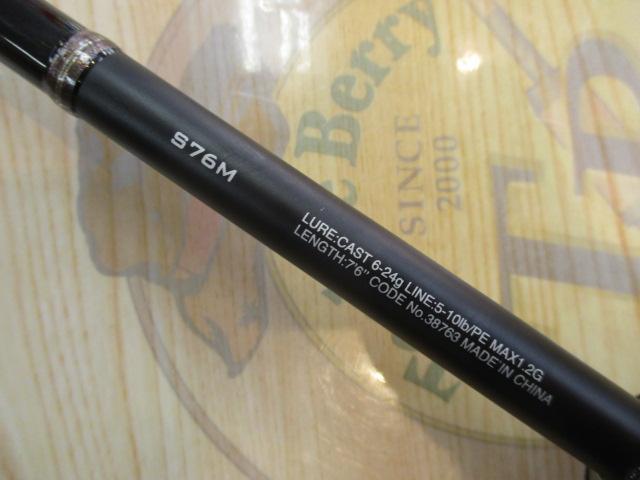 S76M
LURE:CAST 6-24g LINE:5-10lb/PE MAX1.2G
LENGTH:7'6" CODE No.38763 MADE IN CHINA
Berry
SINCE
2000